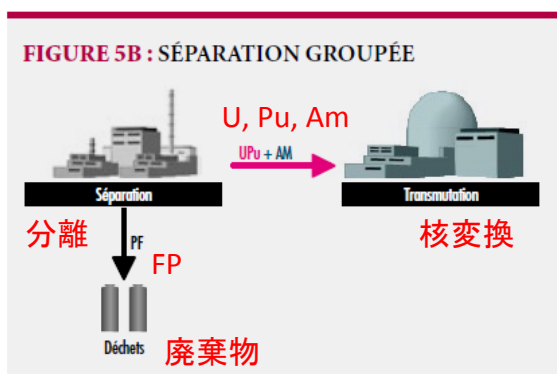 FIGURE 5B : SÉPARATION GROUPÉE
U, Pu, Am
UPu + AM
Séparation
Transmutation
分離
核変換
PF
FP
Déchets
廃棄物